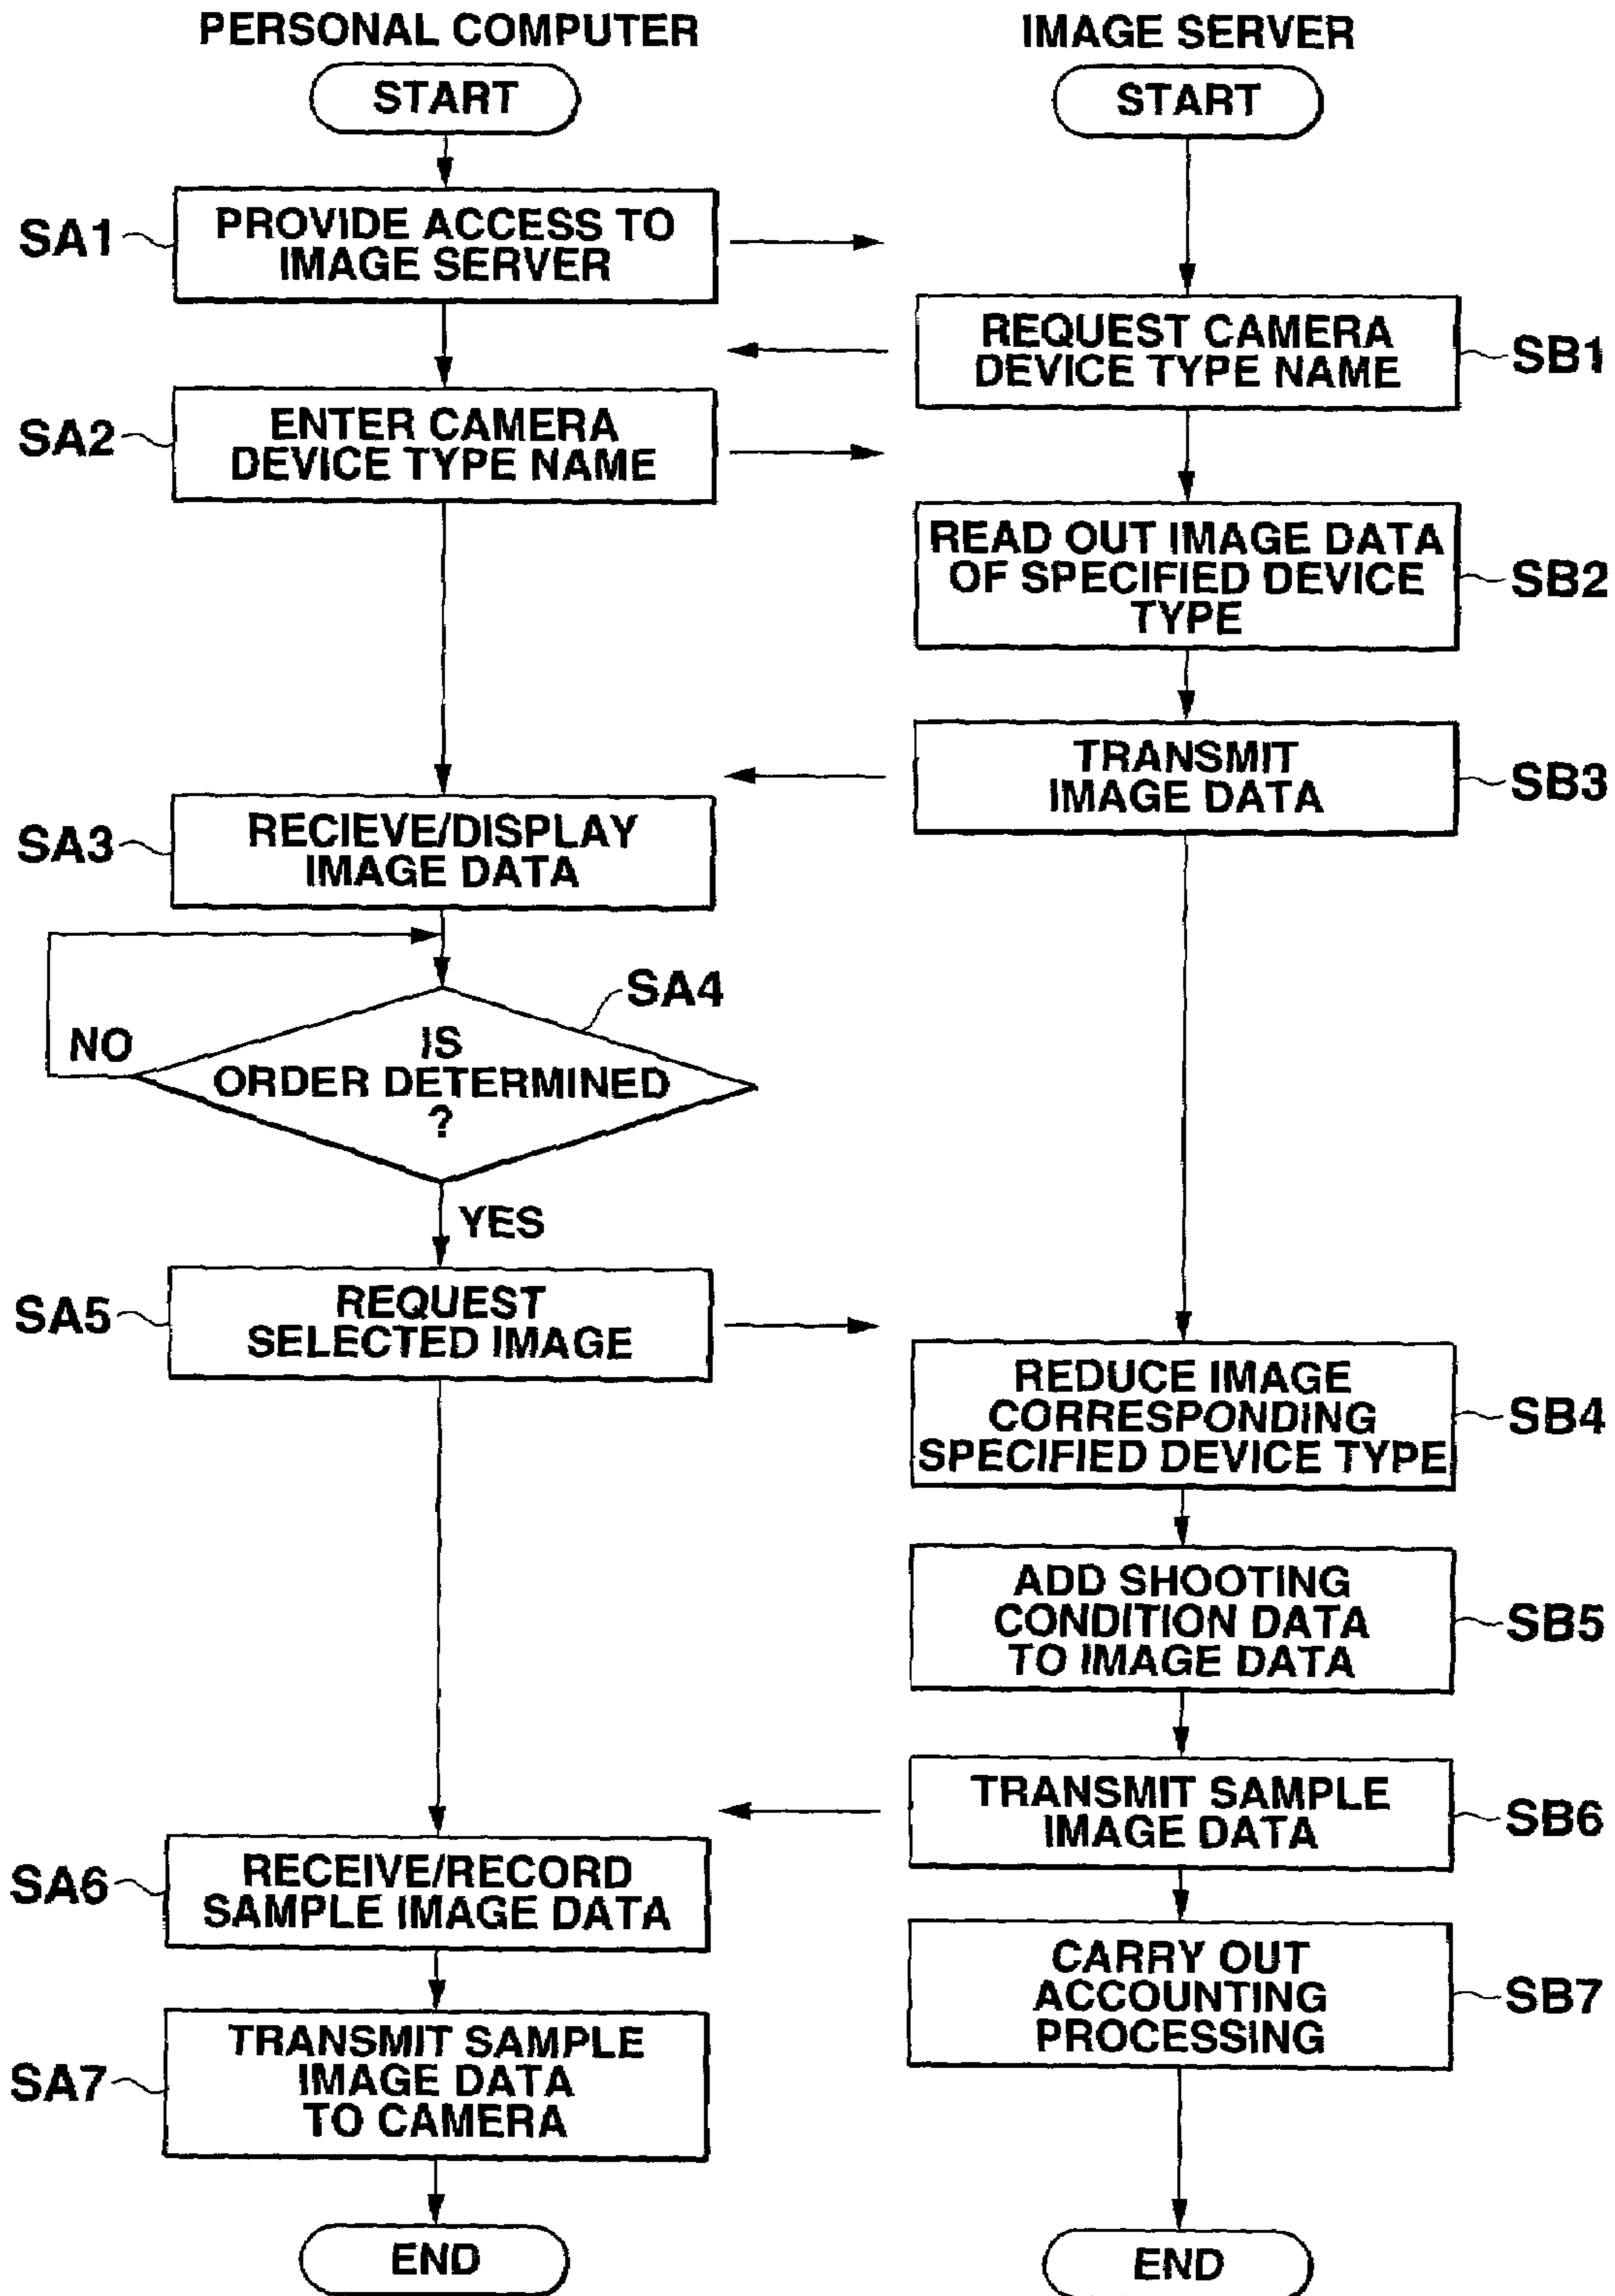 PERSONAL COMPUTER
START
SA1
PROVIDE ACCESS TO
IMAGE SERVER
SA2
ENTER CAMERA
DEVICE TYPE NAME
SA3
RECIEVE/DISPLAY
IMAGE DATA
SA4
NO
IS
ORDER DETERMINED
?
YES
SA5
REQUEST
SELECTED IMAGE
SA6
RECEIVE/RECORD
SAMPLE IMAGE DATA
SA7
TRANSMIT SAMPLE
IMAGE DATA
TO CAMERA
END
IMAGE SERVER
START
REQUEST CAMERA
DEVICE TYPE NAME
SB1
READ OUT IMAGE DATA
OF SPECIFIED DEVICE
TYPE
SB2
TRANSMIT
IMAGE DATA
SB3
REDUCE IMAGE
CORRESPONDING
SPECIFIED DEVICE TYPE
SB4
ADD SHOOTING
CONDITION DATA
TO IMAGE DATA
SB5
TRANSMIT SAMPLE
IMAGE DATA
SB6
CARRY OUT
ACCOUNTING
PROCESSING
SB7
END